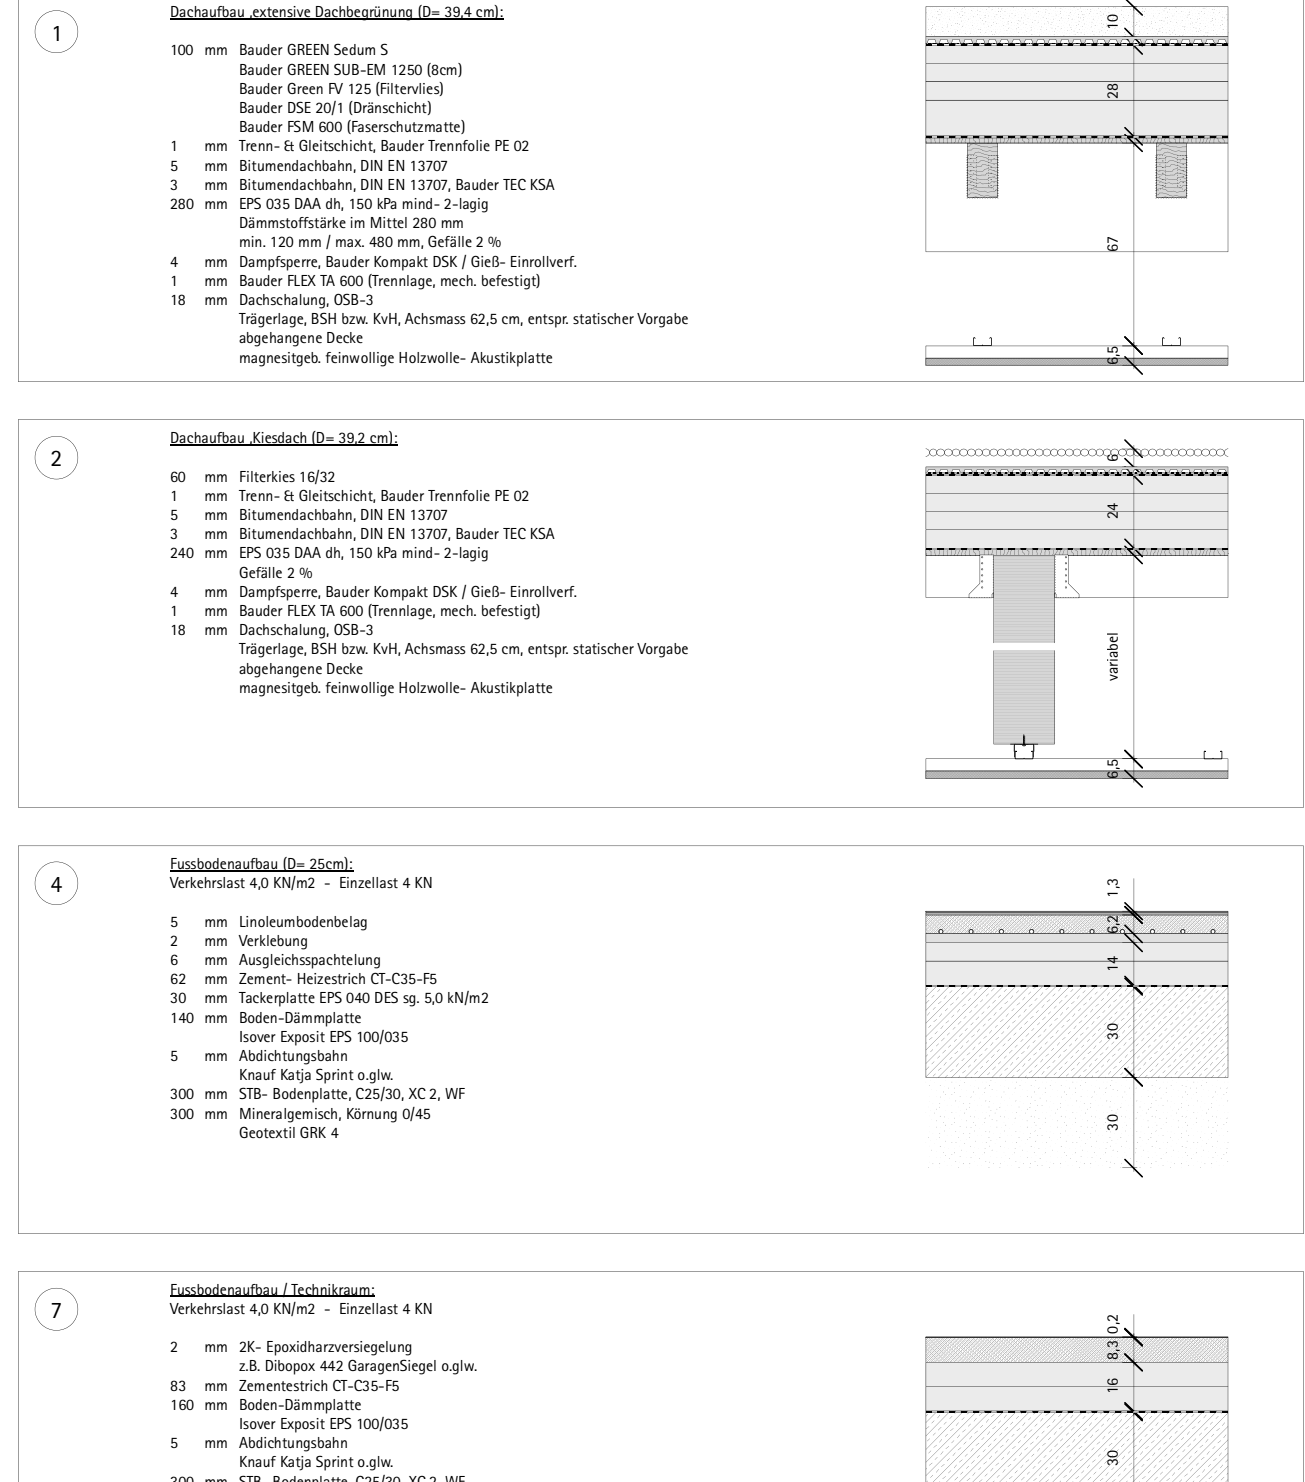 1
Dachaufbau ,extensive Dachbegrünung (D= 39,4 cm):
100 mm Bauder GREEN Sedum S
Bauder GREEN SUB-EM 1250 (8cm)
Bauder Green FV 125 (Filtervlies)
Bauder DSE 20/1 (Dränschicht)
Bauder FSM 600 (Faserschutzmatte)
1 mm Trenn- & Gleitschicht, Bauder Trennfolie PE 02
5 mm Bitumendachbahn, DIN EN 13707
3 mm Bitumendachbahn, DIN EN 13707, Bauder TEC KSA
280 mm EPS 035 DAA dh, 150 kPa mind- 2-lagig
Dämmstoffstärke im Mittel 280 mm
min. 120 mm / max. 480 mm, Gefälle 2 %
4 mm Dampfsperre, Bauder Kompakt DSK / Gieß- Einrollverf.
1 mm Bauder FLEX TA 600 (Trennlage, mech. befestigt)
18 mm Dachschalung, OSB-3
Trägerlage, BSH bzw. KvH, Achsmass 62,5 cm, entspr. statischer Vorgabe
abgehangene Decke
magnesitgeb. feinwollige Holzwolle- Akustikplatte
10
28
67
6,5
2
Dachaufbau ,Kiesdach (D= 39,2 cm):
60 mm Filterkies 16/32
1 mm Trenn- & Gleitschicht, Bauder Trennfolie PE 02
5 mm Bitumendachbahn, DIN EN 13707
3 mm Bitumendachbahn, DIN EN 13707, Bauder TEC KSA
240 mm EPS 035 DAA dh, 150 kPa mind- 2-lagig
Gefälle 2 %
4 mm Dampfsperre, Bauder Kompakt DSK / Gieß- Einrollverf.
1 mm Bauder FLEX TA 600 (Trennlage, mech. befestigt)
18 mm Dachschalung, OSB-3
Trägerlage, BSH bzw. KvH, Achsmass 62,5 cm, entspr. statischer Vorgabe
abgehangene Decke
magnesitgeb. feinwollige Holzwolle- Akustikplatte
6
24
variabel
6,5
4
Fussbodenaufbau (D= 25cm):
Verkehrslast 4,0 KN/m2 - Einzellast 4 KN
5 mm Linoleumbodenbelag
2 mm Verklebung
6 mm Ausgleichsspachtelung
62 mm Zement- Heizestrich CT-C35-F5
30 mm Tackerplatte EPS 040 DES sg. 5,0 kN/m2
140 mm Boden-Dämmplatte
Isover Exposit EPS 100/035
5 mm Abdichtungsbahn
Knauf Katja Sprint o.glw.
300 mm STB- Bodenplatte, C25/30, XC 2, WF
300 mm Mineralgemisch, Körnung 0/45
Geotextil GRK 4
1,3
6,2
14
30
30
7
Fussbodenaufbau / Technikraum:
Verkehrslast 4,0 KN/m2 - Einzellast 4 KN
2 mm 2K- Epoxidharzversiegelung
z.B. Dibopox 442 GaragenSiegel o.glw.
83 mm Zementestrich CT-C35-F5
160 mm Boden-Dämmplatte
Isover Exposit EPS 100/035
5 mm Abdichtungsbahn
Knauf Katja Sprint o.glw.
300 mm STB- Bodenplatte, C25/30, XC 2, WF
0,2
8,3
16
30